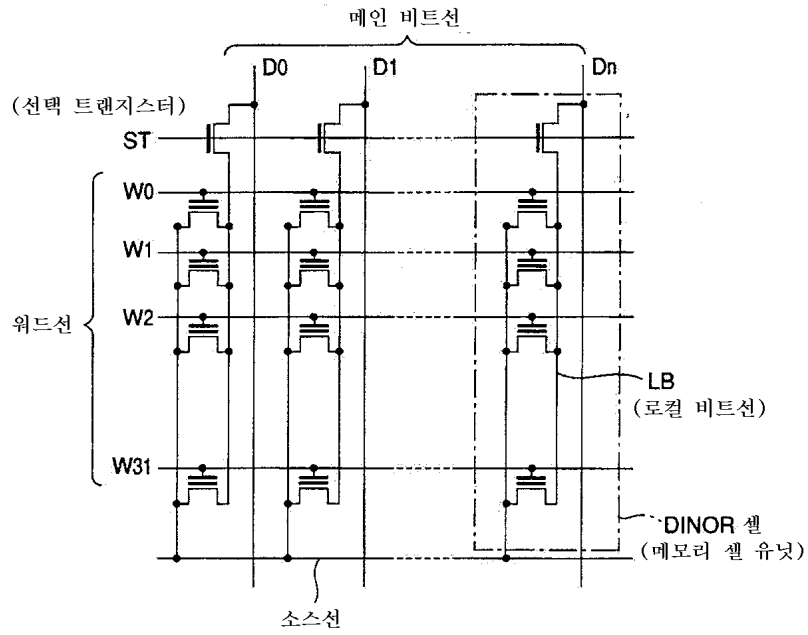 메인 비트선
D0 D1 Dn
(선택 트랜지스터)
ST
W0
W1
워드선
W2
LB
(로컬 비트선)
W31
DINOR 셀
(메모리 셀 유닛)
소스선